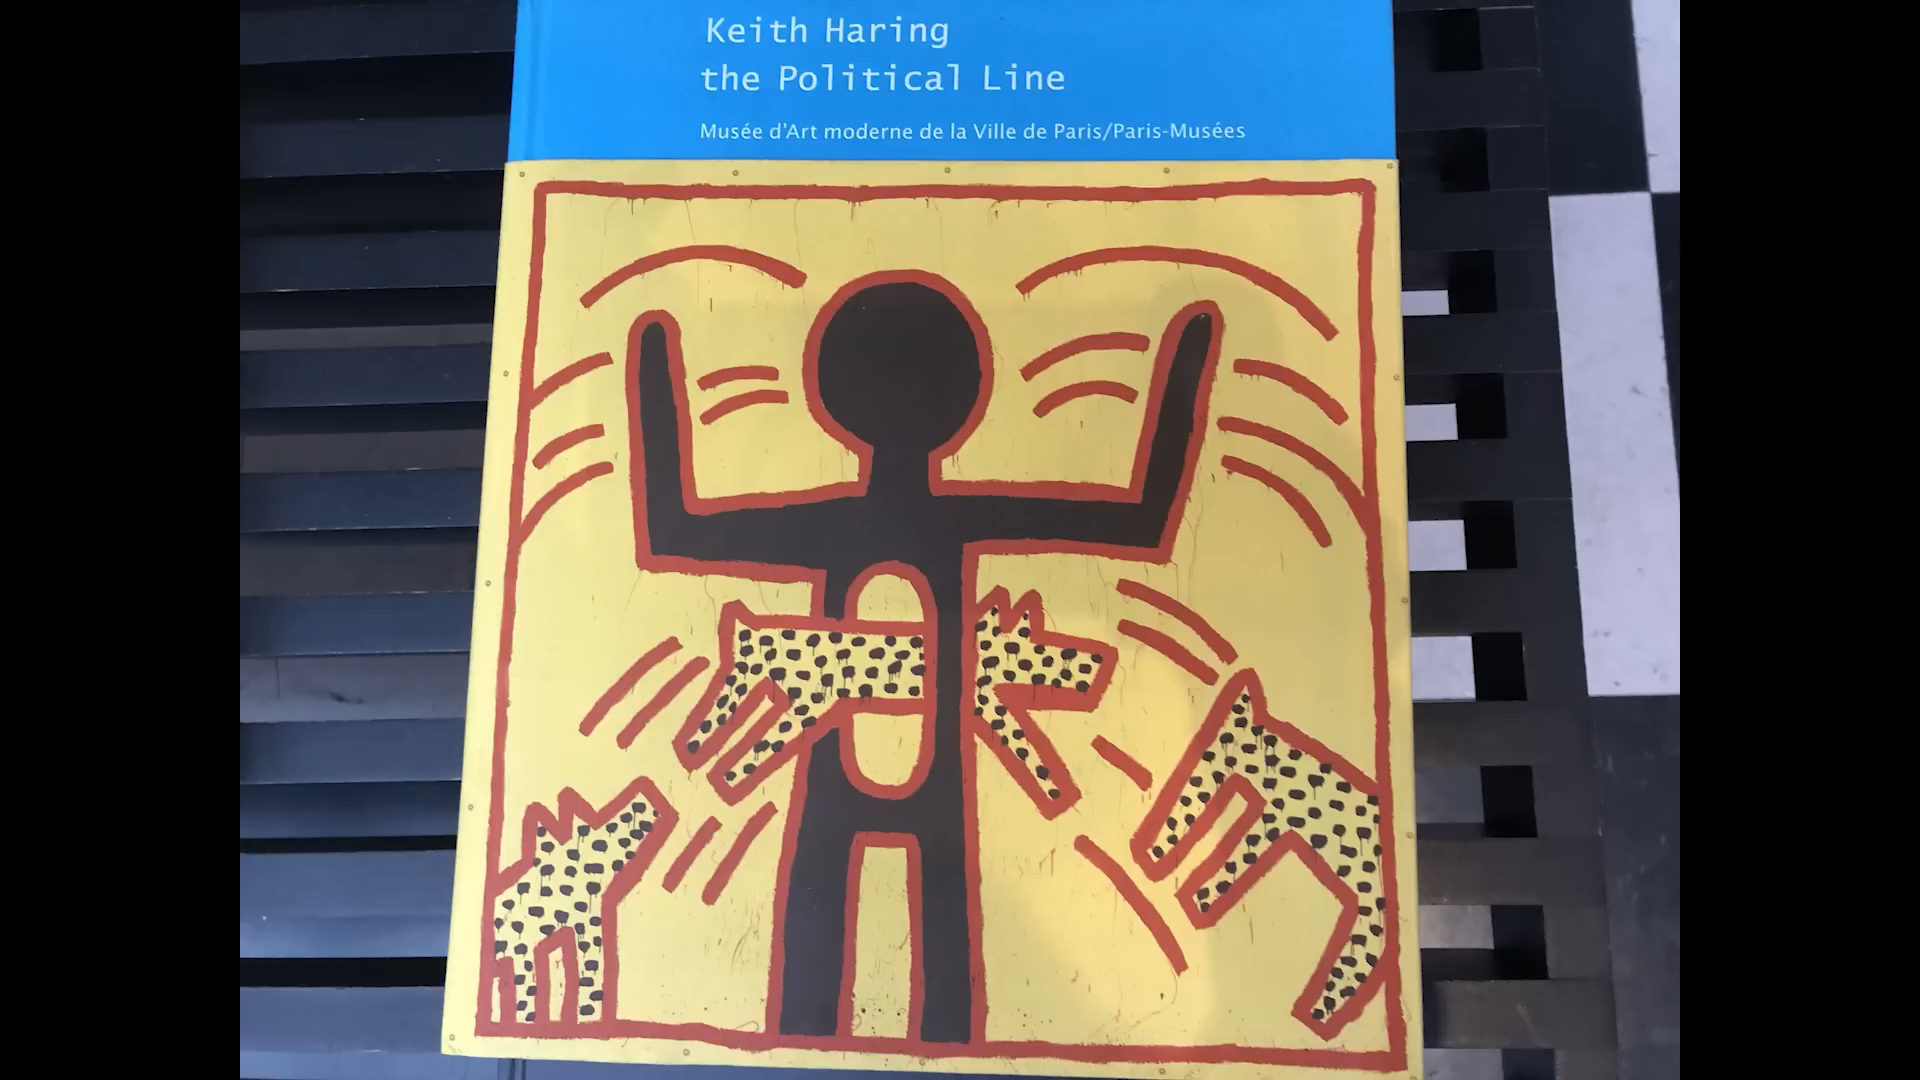 Keith Haring
the Political Line
Musée d'Art moderne de la Ville de Paris/Paris-Musées